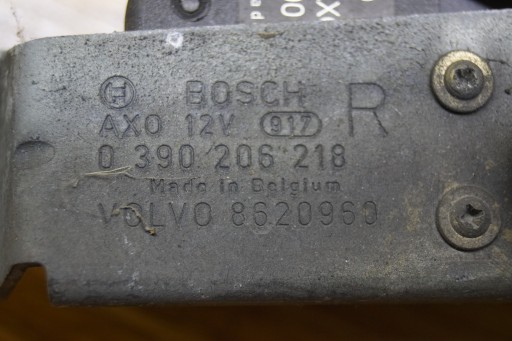 BOSCH R
AXO 12V 917
0 390 206 218
Made in Belgium
VOLVO 8620960